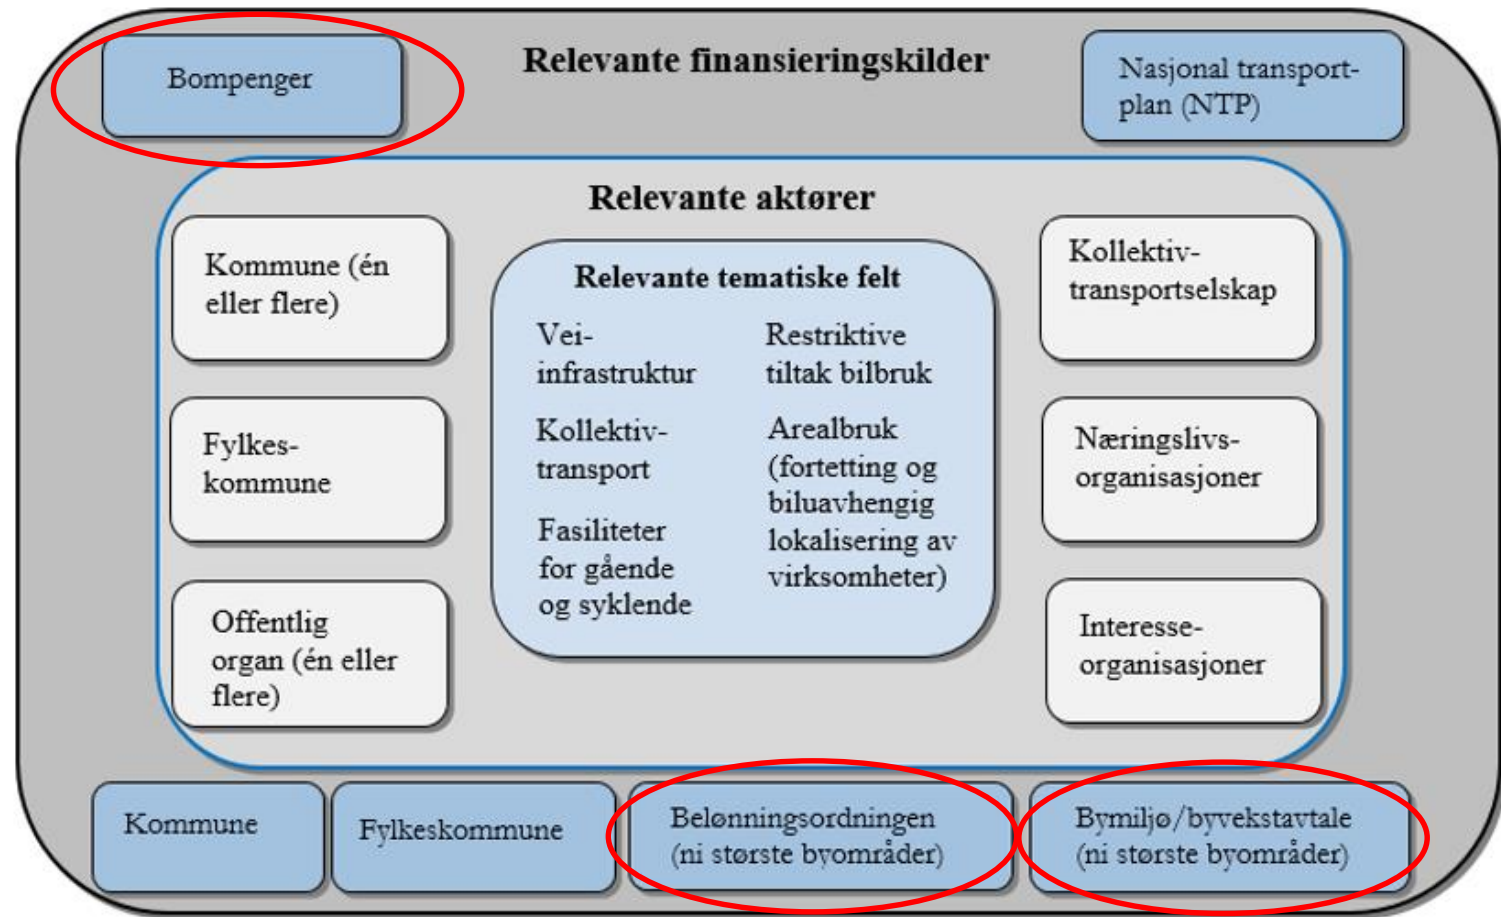 Relevante finansieringskilder
Bompenger
Nasjonal transport-
plan (NTP)
Relevante aktører
Kommune (én
eller flere)
Fylkes-
kommune
Offentlig
organ (én eller
flere)
Relevante tematiske felt
Vei-
infrastruktur
Kollektiv-
transport
Fasiliteter
for gående
og syklende
Restriktive
tiltak bilbruk
Arealbruk
(fortetting og
biluavhengig
lokalisering av
virksomheter)
Kollektiv-
transportselskap
Næringslivs-
organisasjoner
Interesse-
organisasjoner
Kommune
Fylkeskommune
Belønningsordningen
(ni største byområder)
Bymiljø/byvekstavtale
(ni største byområder)